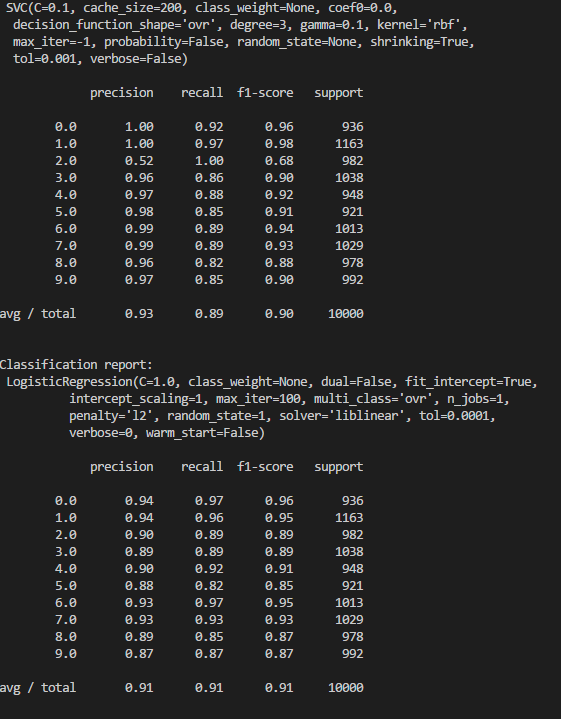 SVC(C=0.1, cache_size=200, class_weight=None, coef0=0.0,
decision_function_shape='ovr', degree=3, gamma=0.1, kernel='rbf',
max_iter=-1, probability=False, random_state=None, shrinking=True,
tol=0.001, verbose=False)
precision recall f1-score support
0.0 1.00 0.92 0.96 936
1.0 1.00 0.97 0.98 1163
2.0 0.52 1.00 0.68 982
3.0 0.96 0.86 0.90 1038
4.0 0.97 0.88 0.92 948
5.0 0.98 0.85 0.91 921
6.0 0.99 0.89 0.94 1013
7.0 0.99 0.89 0.93 1029
8.0 0.96 0.82 0.88 978
9.0 0.97 0.85 0.90 992
avg / total 0.93 0.89 0.90 10000
Classification report:
LogisticRegression(C=1.0, class_weight=None, dual=False, fit_intercept=True,
intercept_scaling=1, max_iter=100, multi_class='ovr', n_jobs=1,
penalty='l2', random_state=1, solver='liblinear', tol=0.0001,
verbose=0, warm_start=False)
precision recall f1-score support
0.0 0.94 0.97 0.96 936
1.0 0.94 0.96 0.95 1163
2.0 0.90 0.89 0.89 982
3.0 0.89 0.89 0.89 1038
4.0 0.90 0.92 0.91 948
5.0 0.88 0.82 0.85 921
6.0 0.93 0.97 0.95 1013
7.0 0.93 0.93 0.93 1029
8.0 0.89 0.85 0.87 978
9.0 0.87 0.87 0.87 992
avg / total 0.91 0.91 0.91 10000